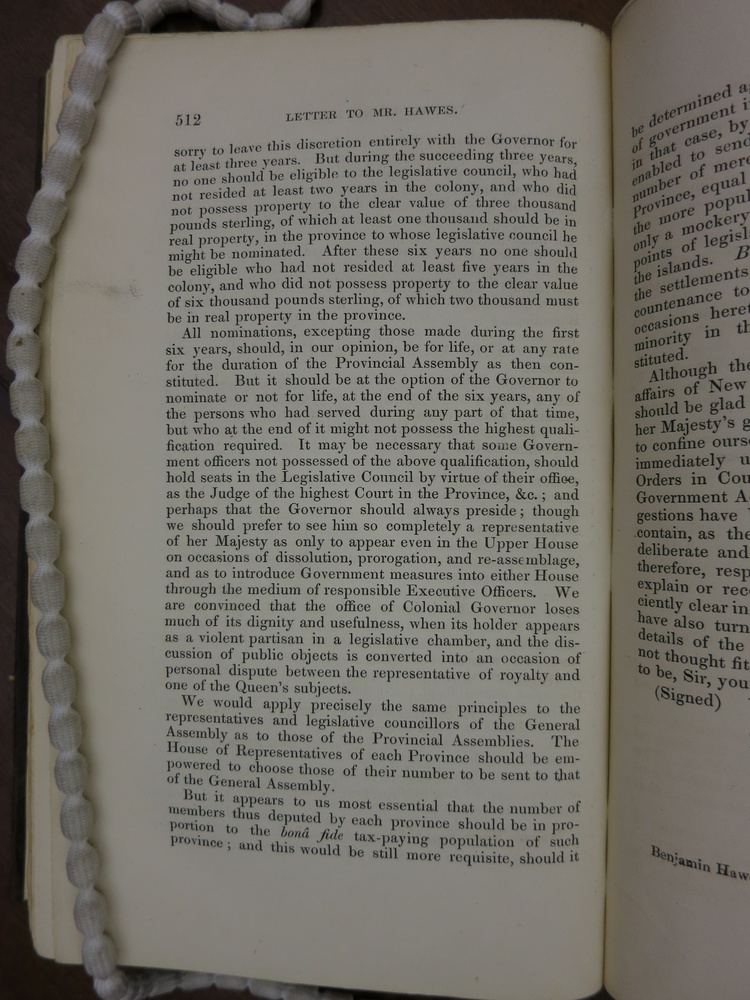 512 LETTER TO MR. HAWES.
sorry to leave this discretion entirely with the Governor for
at least three years. But during the succeeding three years,
no one should be eligible to the legislative council, who had
not resided at least two years in the colony, and who did
not possess property to the clear value of three thousand
pounds sterling, of which at least one thousand should be in
real property, in the province to whose legislative council he
might be nominated. After these six years no one should
be eligible who had not resided at least five years in the
colony, and who did not possess property to the clear value
of six thousand pounds sterling, of which two thousand must
be in real property in the province.
All nominations, excepting those made during the first
six years, should, in our opinion, be for life, or at any rate
for the duration of the Provincial Assembly as then con-
stituted. But it should be at the option of the Governor to
nominate or not for life, at the end of the six years, any of
the persons who had served during any part of that time,
but who at the end of it might not possess the highest quali-
fication required. It may be necessary that some Govern-
ment officers not possessed of the above qualification, should
hold seats in the Legislative Council by virtue of their office,
as the Judge of the highest Court in the Province, &c.; and
perhaps that the Governor should always preside; though
we should prefer to see him so completely a representative
of her Majesty as only to appear even in the Upper House
on occasions of dissolution, prorogation, and re-assemblage,
and as to introduce Government measures into either House
through the medium of responsible Executive Officers. We
are convinced that the office of Colonial Governor loses
much of its dignity and usefulness, when its holder appears
as a violent partisan in a legislative chamber, and the dis-
cussion of public objects is converted into an occasion of
personal dispute between the representative of royalty and
one of the Queen's subjects.
We would apply precisely the same principles to the
representatives and legislative councillors of the General
Assembly as to those of the Provincial Assemblies. The
House of Representatives of each Province should be em-
powered to choose those of their number to be sent to that
of the General Assembly.
But it appears to us most essential that the number of
members thus deputed by each province should be in pro-
portion to the bonâ fide tax-paying population of such
province; and this would be still more requisite, should it
be determined
of government
in that case, by
enabled to send
number of
Province, equal
the more
only a mockery
points of
the islands.
the settlements
countenance to
occasions
minority in
stituted.
Although the
affairs of New
should be glad
her Majesty's
to confine
immediately
Orders in
Government
gestions have
contain, as the
deliberate and
therefore,
explain or
ciently clear in
have also
details of the
not thought fit
to be, Sir,
(Signed)
Benjamin